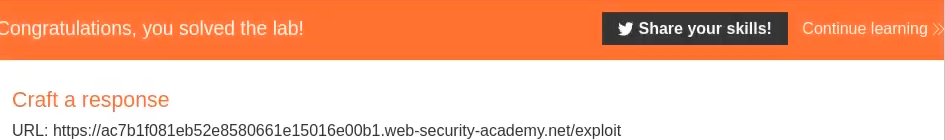 Congratulations, you solved the lab!
Share your skills!
Continue learning
Craft a response
URL: https://ac7b1f081eb52e8580661e15016e00b1.web-security-academy.net/exploit